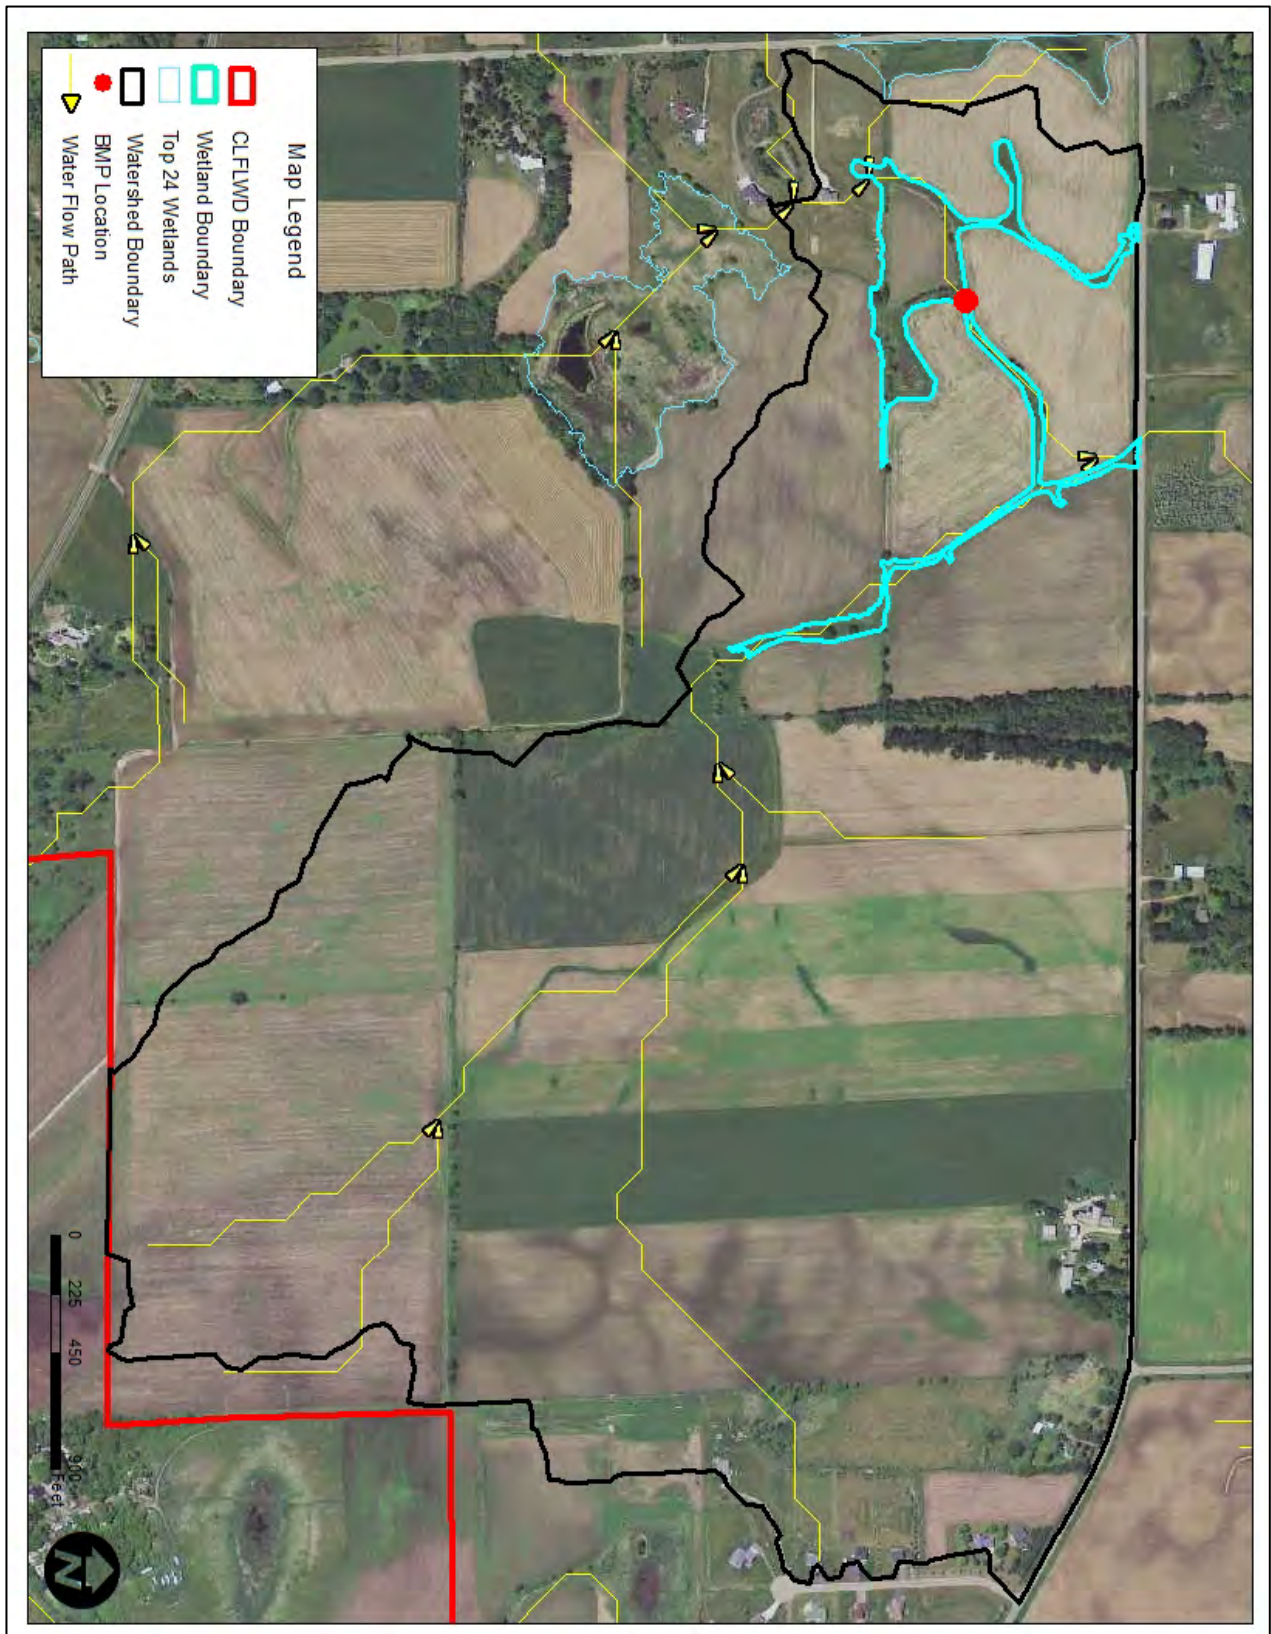 Map Legend
CLFLWD Boundary
Wetland Boundary
Top 24 Wetlands
Watershed Boundary
BMP Location
Water Flow Path
0 225 450 900
Feet
N